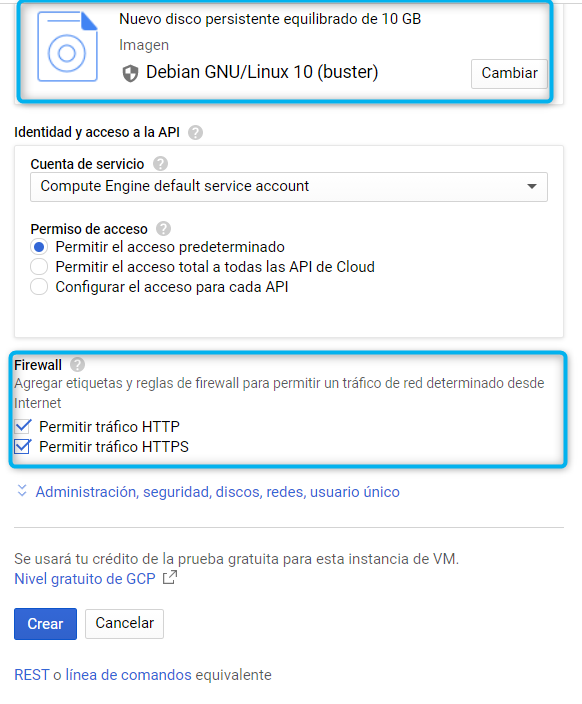 Nuevo disco persistente equilibrado de 10 GB
Imagen
Debian GNU/Linux 10 (buster)
Cambiar
Identidad y acceso a la API
Cuenta de servicio
Compute Engine default service account
Permiso de acceso
Permitir el acceso predeterminado
Permitir el acceso total a todas las API de Cloud
Configurar el acceso para cada API
Firewall
Agregar etiquetas y reglas de firewall para permitir un tráfico de red determinado desde
Internet
Permitir tráfico HTTP
Permitir tráfico HTTPS
Administración, seguridad, discos, redes, usuario único
Se usará tu crédito de la prueba gratuita para esta instancia de VM.
Nivel gratuito de GCP
Crear
Cancelar
REST o línea de comandos equivalente